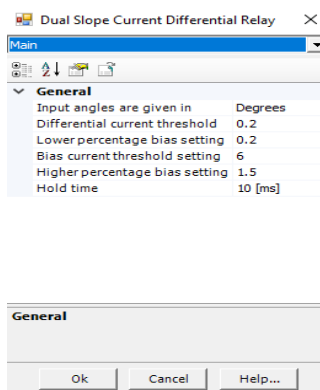 Dual Slope Current Differential Relay
Main
General
Input angles are given in Degrees
Differential current threshold 0.2
Lower percentage bias setting 0.2
Bias current threshold setting 6
Higher percentage bias setting 1.5
Hold time 10 [ms]
General
Ok Cancel Help...